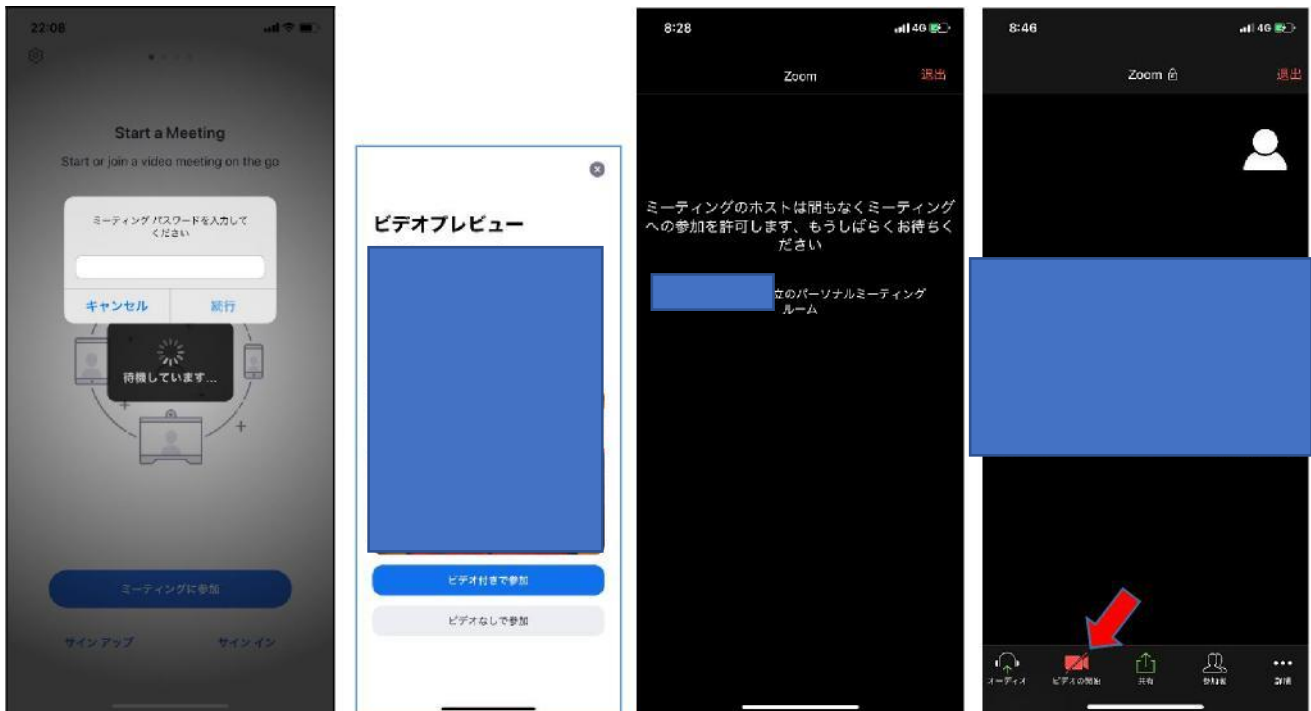 22:08
Start a Meeting
Start or join a video meeting on the go
ミーティング パスワードを入力して
ください
キャンセル
続行
待機しています...
ミーティングに参加
サインアップ
サインイン
ビデオプレビュー
ビデオ付きで参加
ビデオなしで参加
8:28
4G
Zoom
退出
ミーティングのホストは間もなくミーティング
への参加を許可します、もうしばらくお待ちく
ださい
立のパーソナルミーティング
ルーム
8:46
4G
Zoom
退出
オーディオ
ビデオの開始
共有
参加者
詳細